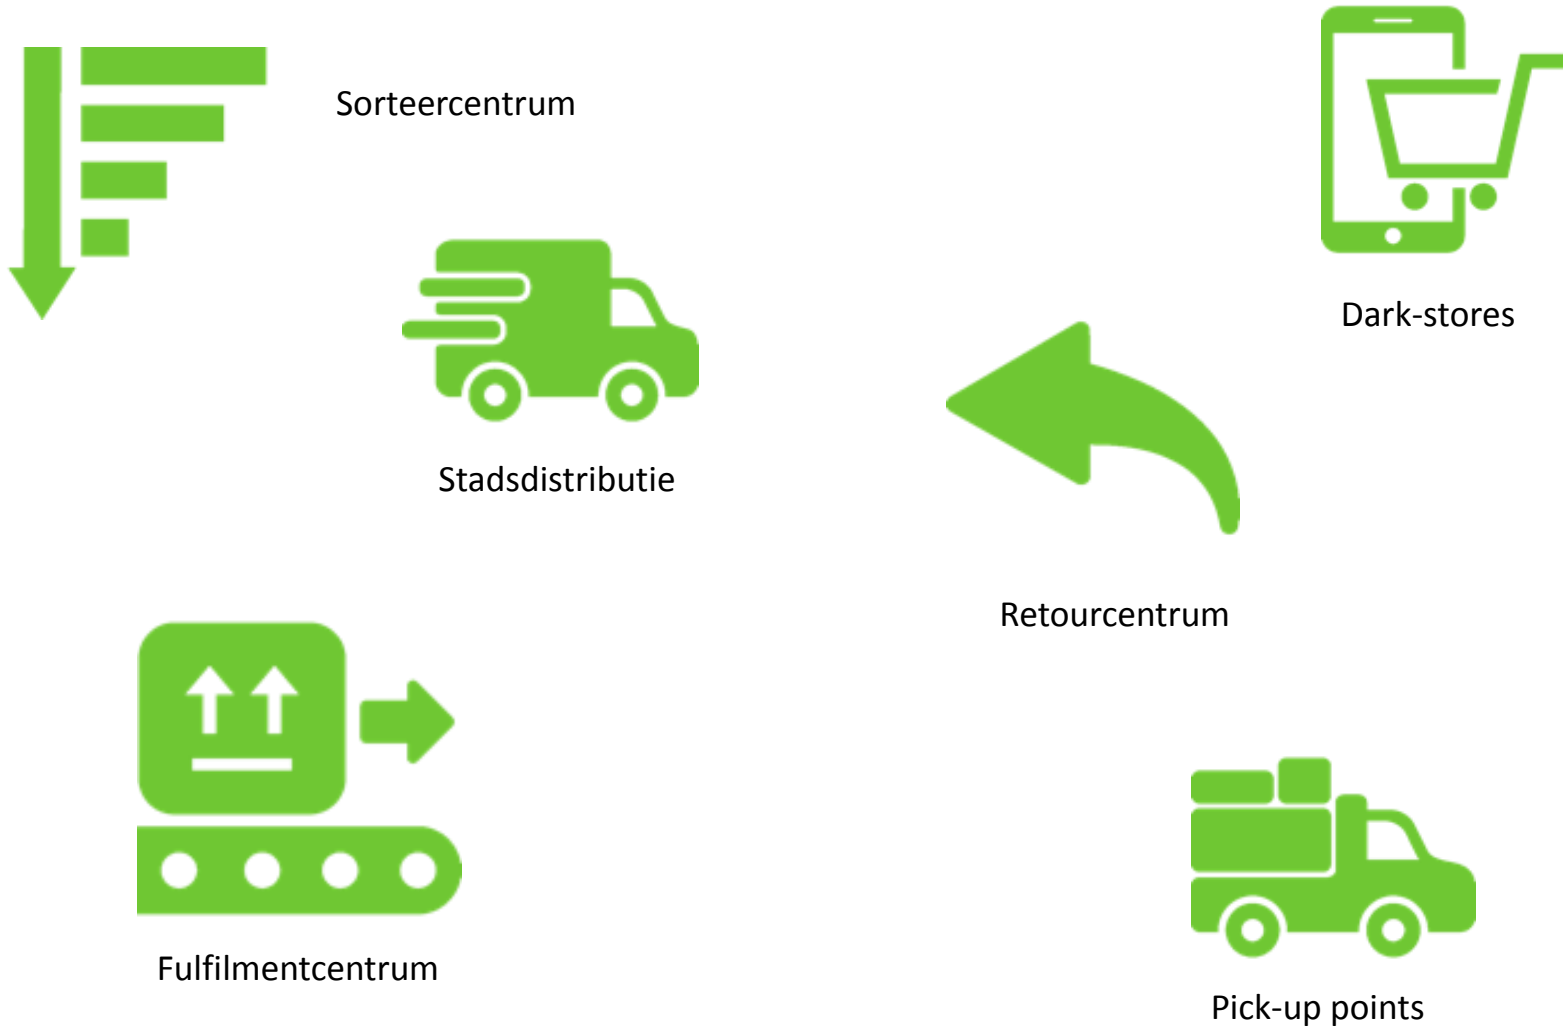 Sorteercentrum
Dark-stores
Stadsdistributie
Retourcentrum
Fulfilmentcentrum
Pick-up points